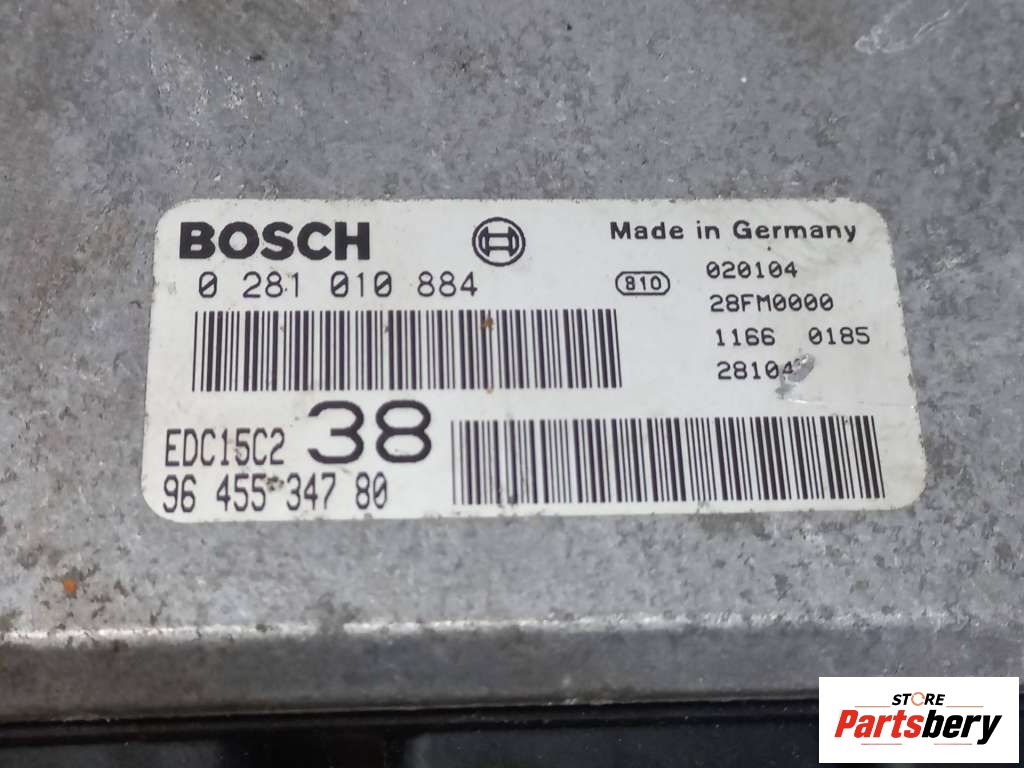 BOSCH
Made in Germany
0 281 010 884
810
020104
28FM0000
1166 0185
EDC15C2
38
96 455 347 80
STORE
Partsbery